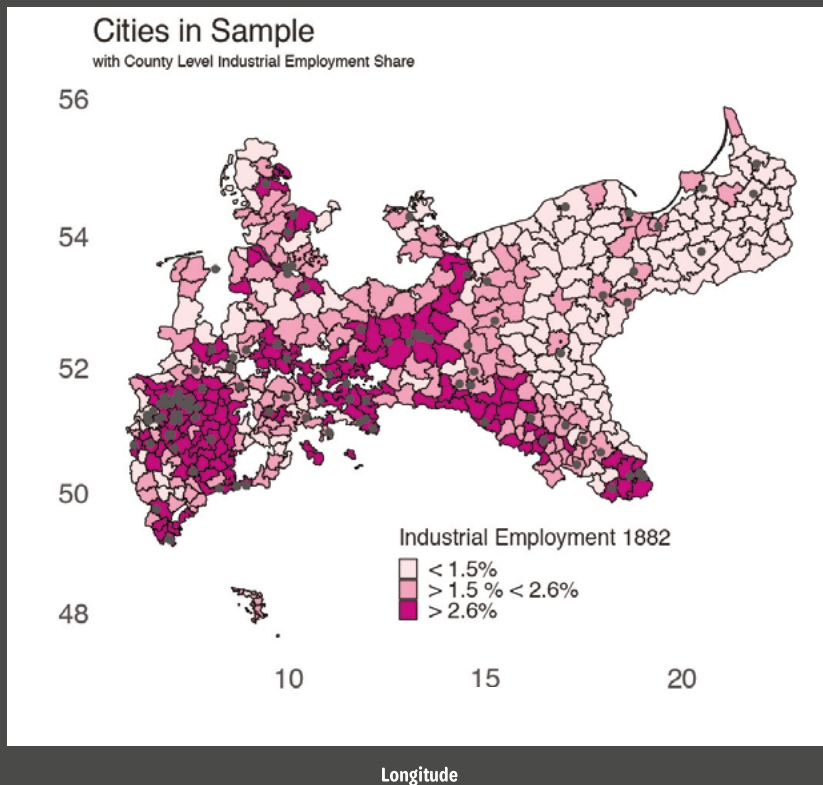 Cities in Sample
with County Level Industrial Employment Share
56
54
52
50
48
Industrial Employment 1882
< 1.5%
> 1.5 % < 2.6%
> 2.6%
10 15 20
Longitude